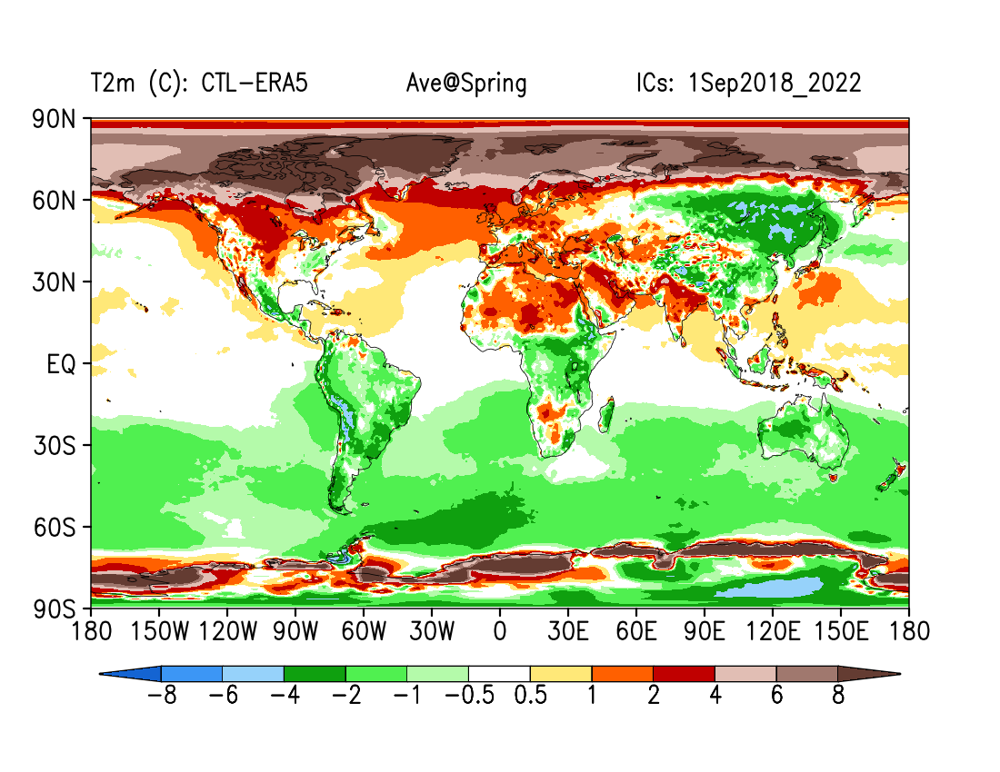 T2m (C): CTL-ERA5 Ave@Spring ICs: 1Sep2018_2022
90N
60N
30N
EQ
30S
60S
90S
180 150W 120W 90W 60W 30W 0 30E 60E 90E 120E 150E 180
-8 -6 -4 -2 -1 -0.5 0.5 1 2 4 6 8